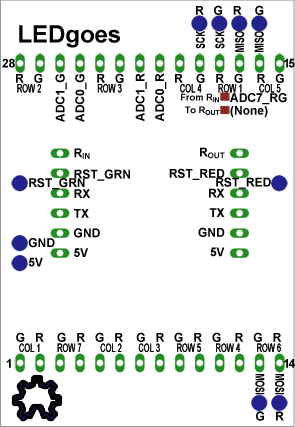 LEDgoes
R G R G
SCK SCK MISO MISO
28 15
R G G R G R G R G R G R
ROW 2 ADC1_G ADC0_G ROW 3 ADC1_R ADC0_R COL 4 ROW 1 COL 5
From RIN ADC7_RG
To ROUT (None)
RIN ROUT
RST_GRN RST_RED
RST_GRN RST_RED
RX RX
TX TX
GND GND
GND
5V 5V
5V
COL 1 ROW 7 COL 2 COL 3 ROW 5 ROW 4 ROW 6
G R G R G R G R G R G R G R
1 14
MOSI MOSI
G R